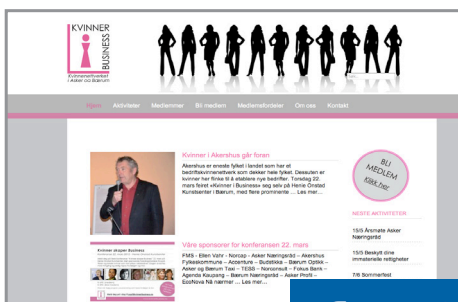 KVINNER
BUSINESS
Kvinnenettverket
i Asker og Bærum
Hjem Aktiviteter Medlemmer Bli medlem Medlemsfordeler Om oss Kontakt
Kvinner i Akershus går foran
Akershus er eneste fylket i landet som har et
bedriftskvinnenettverk som dekker hele fylket. Dessuten er
kvinner her flinke til å etablere nye bedrifter. Torsdag 22.
mars feiret «Kvinner i Business» seg selv på Henie Onstad
Kunstsenter i Bærum, med flere prominente ... Les mer...
BLI
MEDLEM
Klikk her
NESTE AKTIVITETER
15/5 Årsmøte Asker
Næringsråd
15/5 Beskytt dine
immaterielle rettigheter
7/6 Sommerfest
Våre sponsorer for konferansen 22. mars
FMS - Ellen Vahr - Norcap - Asker Næringsråd – Akershus
Fylkeskommune – Accenture – Budstikka – Bærum Optikk –
Asker og Bærum Taxi – TESS – Norconsult – Fokus Bank –
Agenda Kaupang – Bærum Næringsråd – Asker Profil –
EcoNova Nå nærmer ... Les mer...
Kvinner skaper Business